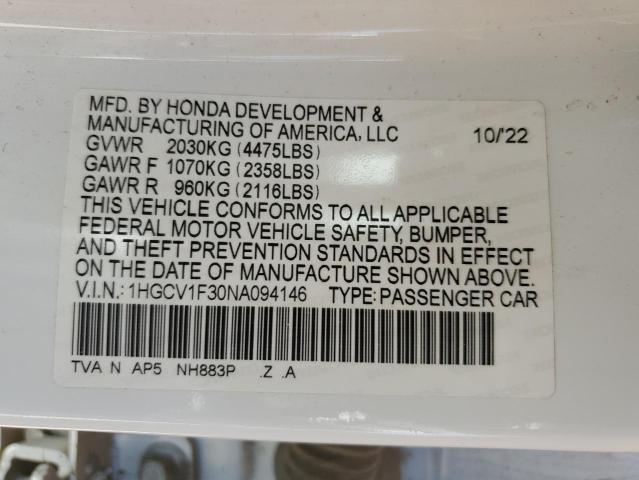 MFD. BY HONDA DEVELOPMENT &
MANUFACTURING OF AMERICA, LLC 10/'22
GVWR 2030KG (4475LBS)
GAWR F 1070KG (2358LBS)
GAWR R 960KG (2116LBS)
THIS VEHICLE CONFORMS TO ALL APPLICABLE
FEDERAL MOTOR VEHICLE SAFETY, BUMPER,
AND THEFT PREVENTION STANDARDS IN EFFECT
ON THE DATE OF MANUFACTURE SHOWN ABOVE.
V.I.N.: 1HGCV1F30NA094146 TYPE: PASSENGER CAR
TVA N AP5 NH883P .Z .A